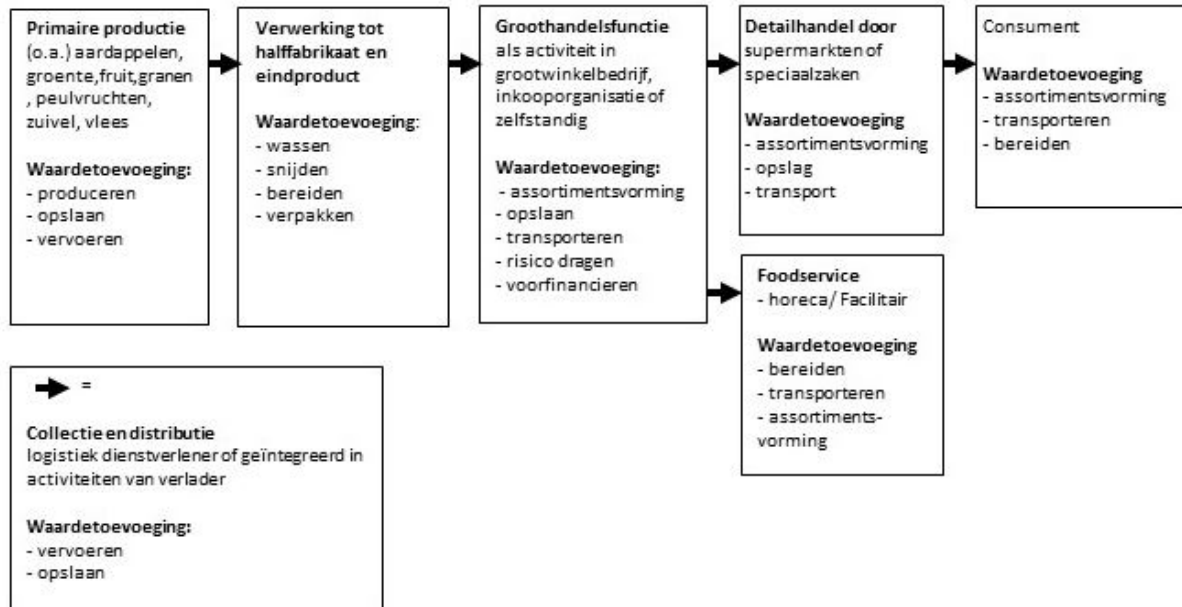 Primaire productie
(o.a.) aardappelen,
groente,fruit,granen
, peulvruchten,
zuivel, vlees
Waardetoevoeging:
- produceren
- opslaan
- vervoeren
Verwerking tot
halffabrikaat en
eindproduct
Waardetoevoeging:
- wassen
- snijden
- bereiden
- verpakken
Groothandelsfunctie
als activiteit in
grootwinkelbedrijf,
inkooporganisatie of
zelfstandig
Waardetoevoeging:
- assortimentsvorming
- opslaan
- transporteren
- risico dragen
- voorfinancieren
Detailhandel door
supermarkten of
speciaalzaken
Waardetoevoeging
- assortimentsvorming
- opslag
- transport
Consument
Waardetoevoeging
- assortimentsvorming
- transporteren
- bereiden
Foodservice
- horeca/ Facilitair
Waardetoevoeging
- bereiden
- transporteren
- assortiments-
vorming
=
Collectie en distributie
logistiek dienstverlener of geïntegreerd in
activiteiten van verlader
Waardetoevoeging:
- vervoeren
- opslaan